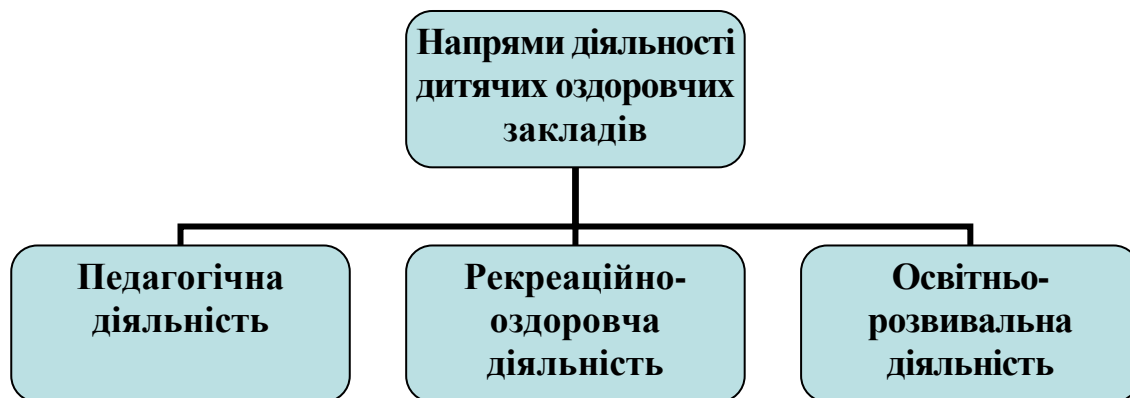 Напрями діяльності
дитячих оздоровчих
закладів
Педагогічна
діяльність
Рекреаційно-
оздоровча
діяльність
Освітньо-
розвивальна
діяльність